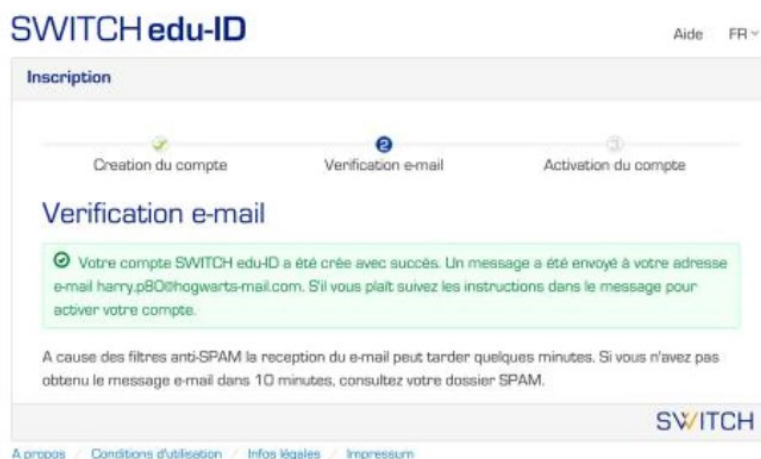 SWITCH edu-ID
Aide FR
Inscription
2 3
Creation du compte Verification e-mail Activation du compte
Verification e-mail
Votre compte SWITCH edu-ID a été crée avec succès. Un message a été envoyé à votre adresse
e-mail harry.p80@hogwarts-mail.com. S'il vous plaît suivez les instructions dans le message pour
activer votre compte.
A cause des filtres anti-SPAM la reception du e-mail peut tarder quelques minutes. Si vous n'avez pas
obtenu le message e-mail dans 10 minutes, consultez votre dossier SPAM.
SWITCH
A propos / Conditions d'utilisation / Infos légales / Impressum